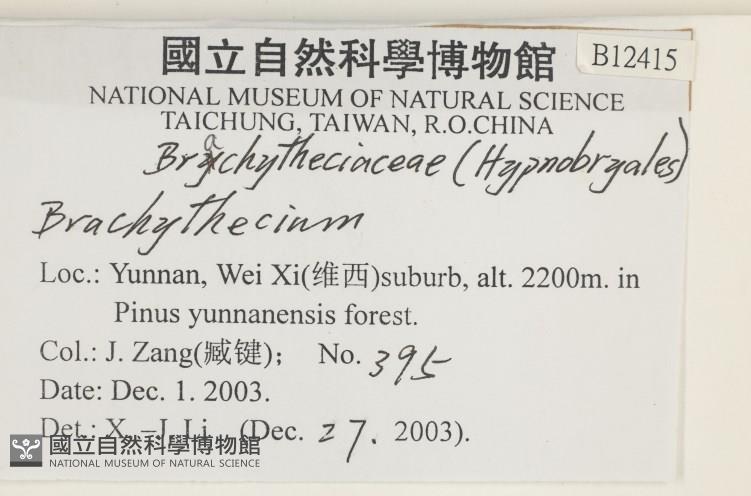 國立自然科學博物館
B12415
NATIONAL MUSEUM OF NATURAL SCIENCE
TAICHUNG, TAIWAN, R.O.CHINA
Brachytheciaceae (Hypnobryales)
Brachythecium
Loc.: Yunnan, Wei Xi(维西)suburb, alt. 2200m. in
Pinus yunnanensis forest.
Col.: J. Zang(臧键); No. 395
Date: Dec. 1. 2003.
Det.: X. –J. Li. (Dec. 27. 2003).
國立自然科學博物館
NATIONAL MUSEUM OF NATURAL SCIENCE